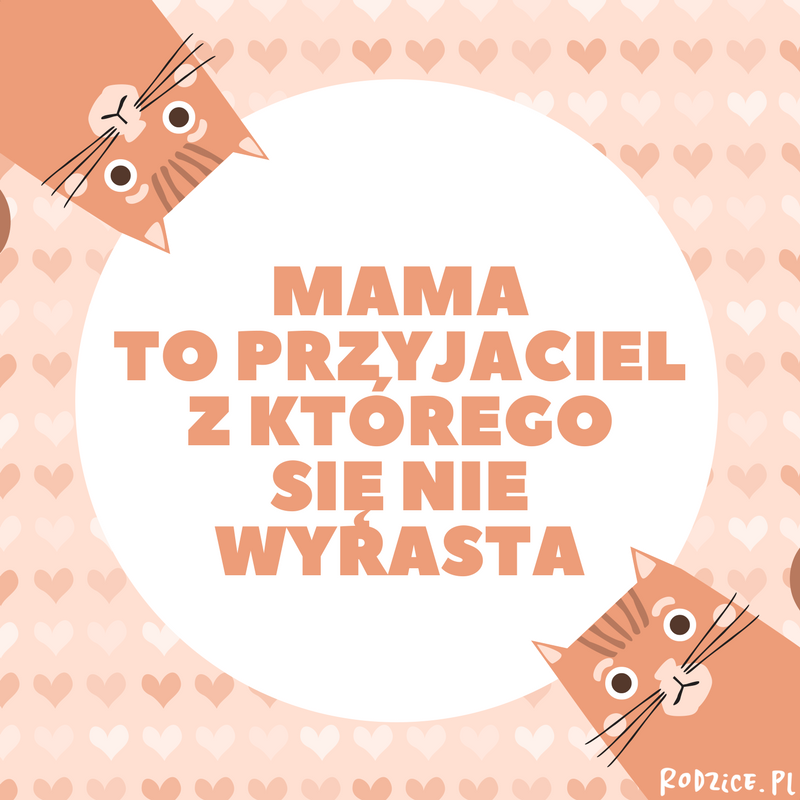 MAMA
TO PRZYJACIEL
Z KTÓREGO
SIĘ NIE
WYRASTA
RODZICE.PL